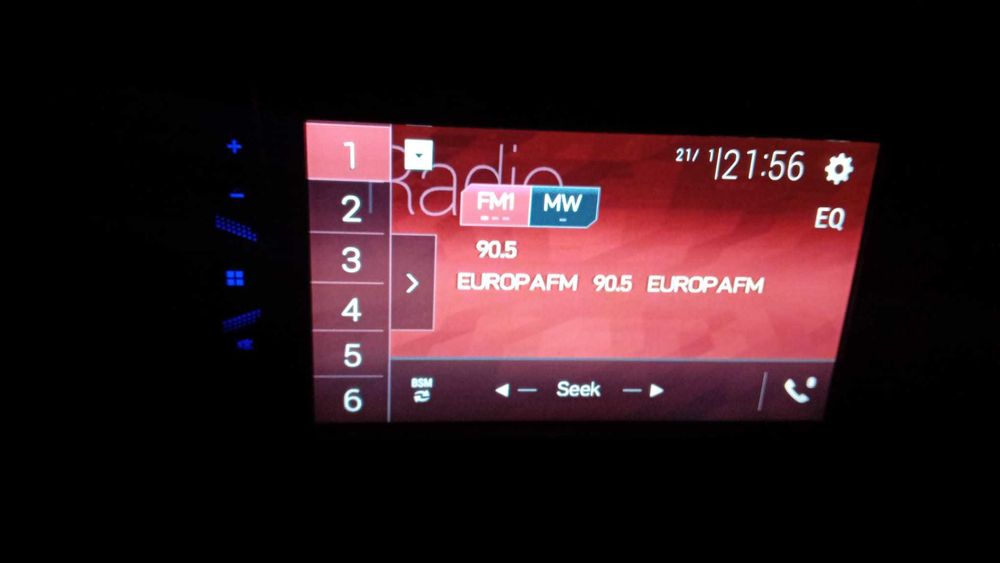 1
2
3
4
5
6
Radio
21/ 1 21:56
FM1 MW
EQ
90.5
EUROPAFM 90.5 EUROPAFM
BSM
Seek